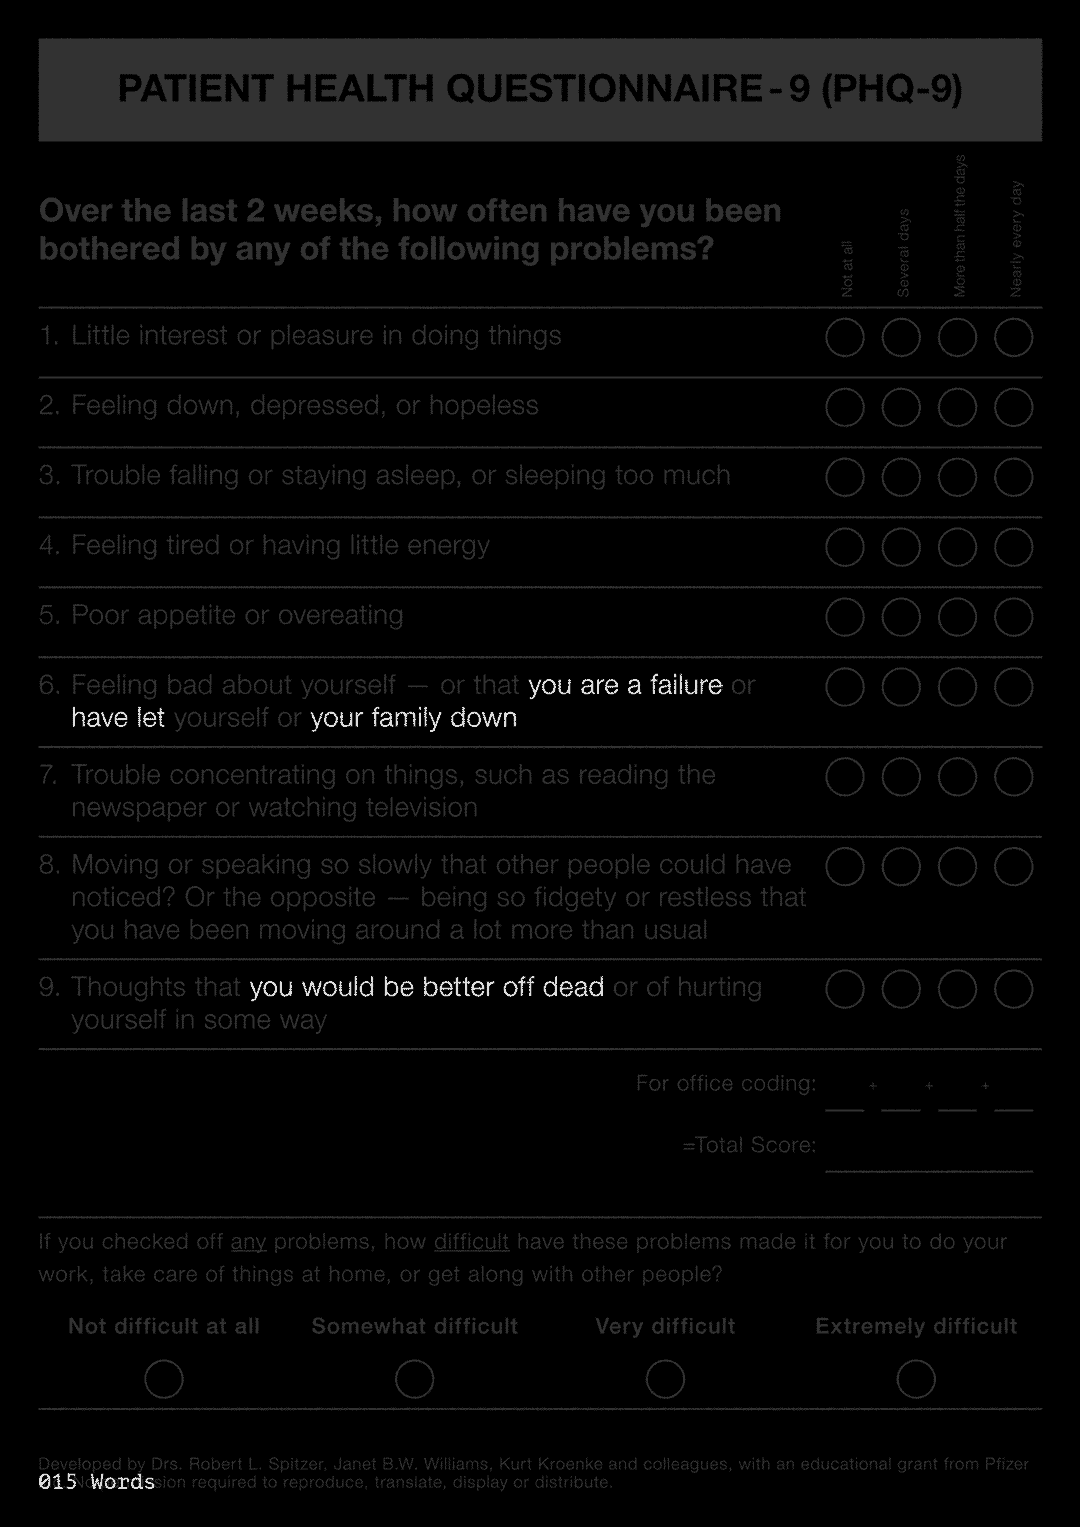 PATIENT HEALTH QUESTIONNAIRE - 9 (PHQ-9)
Over the last 2 weeks, how often have you been
bothered by any of the following problems?
Not at all
Several days
More than half the days
Nearly every day
1. Little interest or pleasure in doing things
2. Feeling down, depressed, or hopeless
3. Trouble falling or staying asleep, or sleeping too much
4. Feeling tired or having little energy
5. Poor appetite or overeating
6. Feeling bad about yourself — or that you are a failure or
have let yourself or your family down
7. Trouble concentrating on things, such as reading the
newspaper or watching television
8. Moving or speaking so slowly that other people could have
noticed? Or the opposite — being so fidgety or restless that
you have been moving around a lot more than usual
9. Thoughts that you would be better off dead or of hurting
yourself in some way
For office coding: + + +
=Total Score:
If you checked off any problems, how difficult have these problems made it for you to do your
work, take care of things at home, or get along with other people?
Not difficult at all Somewhat difficult Very difficult Extremely difficult
Developed by Drs. Robert L. Spitzer, Janet B.W. Williams, Kurt Kroenke and colleagues, with an educational grant from Pfizer
required to reproduce, translate, display or distribute.
015 Words